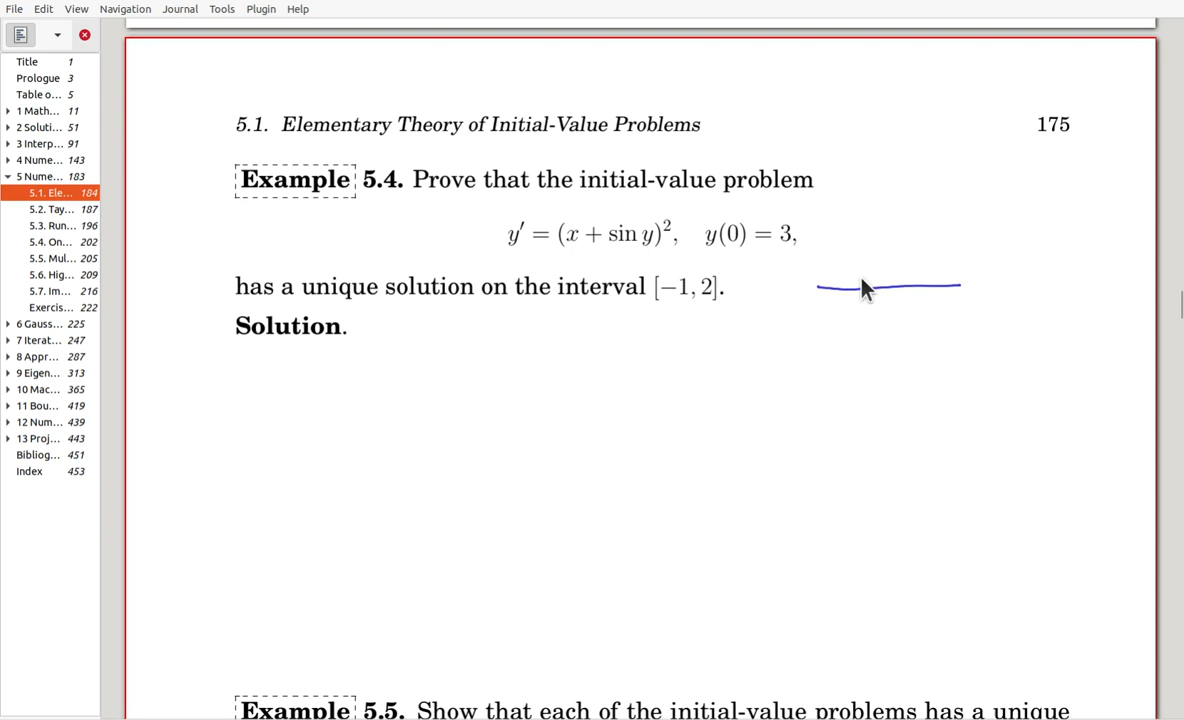 File Edit View Navigation Journal Tools Plugin Help
Title 1
Prologue 3
Table o... 5
1 Math... 11
2 Soluti... 51
3 Interp... 91
4 Nume... 143
5 Nume... 183
5.1. Ele... 184
5.2. Tay... 187
5.3. Run... 196
5.4. On... 202
5.5. Mul... 205
5.6. Hig... 209
5.7. Im... 216
Exercis... 222
6 Gauss... 225
7 Iterat... 247
8 Appr... 287
9 Eigen... 313
10 Mac... 365
11 Bou... 419
12 Num... 439
13 Proj... 443
Bibliog... 451
Index 453
5.1. Elementary Theory of Initial-Value Problems 175
Example 5.4. Prove that the initial-value problem
y′ = (x + sin y)², y(0) = 3,
has a unique solution on the interval [−1, 2].
Solution.
Example 5.5. Show that each of the initial-value problems has a unique